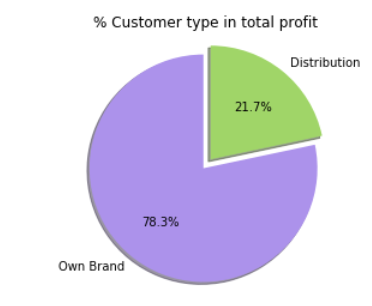 % Customer type in total profit
Distribution
21.7%
78.3%
Own Brand